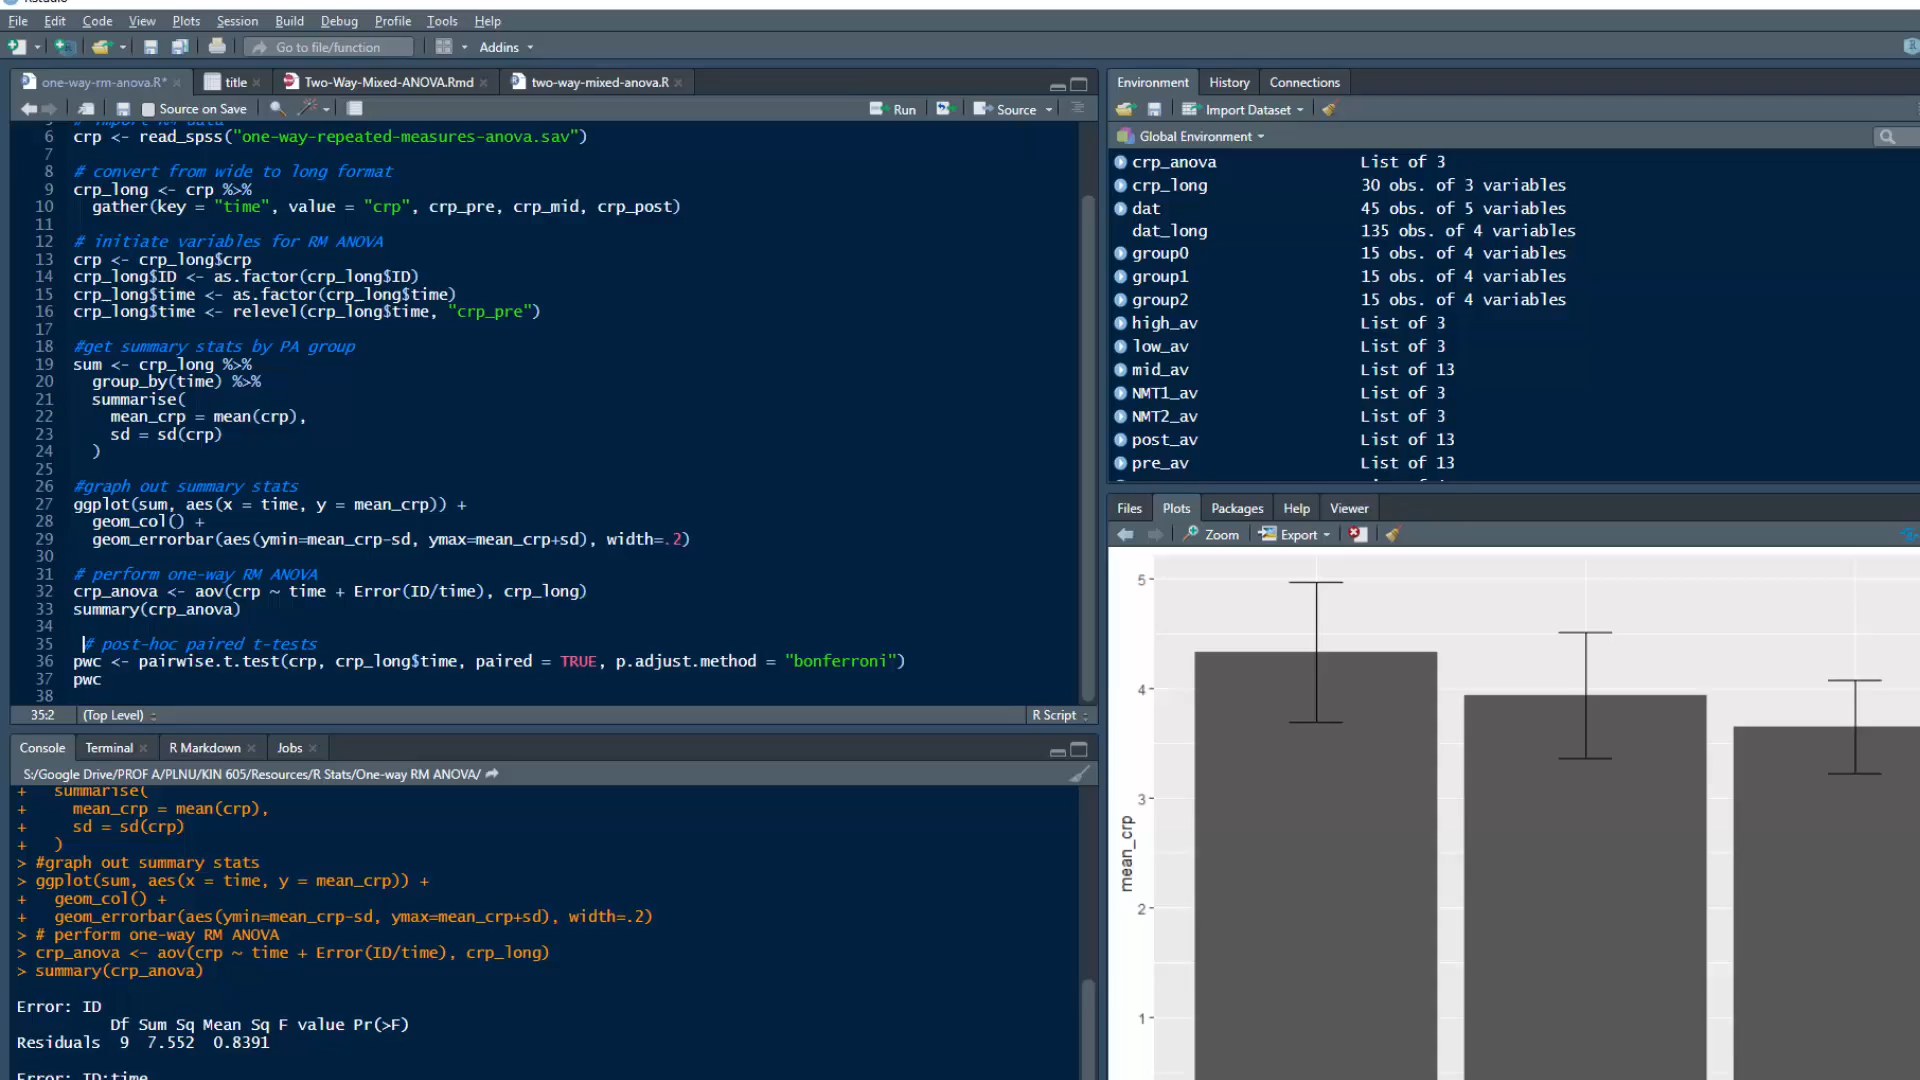 RStudio
File Edit Code View Plots Session Build Debug Profile Tools Help
Go to file/function Addins
one-way-rm-anova.R* title Two-Way-Mixed-ANOVA.Rmd two-way-mixed-anova.R
Source on Save Run Source
5 # import RM data
6 crp <- read_spss("one-way-repeated-measures-anova.sav")
7
8 # convert from wide to long format
9 crp_long <- crp %>%
10 gather(key = "time", value = "crp", crp_pre, crp_mid, crp_post)
11
12 # initiate variables for RM ANOVA
13 crp <- crp_long$crp
14 crp_long$ID <- as.factor(crp_long$ID)
15 crp_long$time <- as.factor(crp_long$time)
16 crp_long$time <- relevel(crp_long$time, "crp_pre")
17
18 #get summary stats by PA group
19 sum <- crp_long %>%
20 group_by(time) %>%
21 summarise(
22 mean_crp = mean(crp),
23 sd = sd(crp)
24 )
25
26 #graph out summary stats
27 ggplot(sum, aes(x = time, y = mean_crp)) +
28 geom_col() +
29 geom_errorbar(aes(ymin=mean_crp-sd, ymax=mean_crp+sd), width=.2)
30
31 # perform one-way RM ANOVA
32 crp_anova <- aov(crp ~ time + Error(ID/time), crp_long)
33 summary(crp_anova)
34
35 # post-hoc paired t-tests
36 pwc <- pairwise.t.test(crp, crp_long$time, paired = TRUE, p.adjust.method = "bonferroni")
37 pwc
38
35:2 (Top Level) R Script
Console Terminal R Markdown Jobs
S:/Google Drive/PROF A/PLNU/KIN 605/Resources/R Stats/One-way RM ANOVA/
+ summarise(
+ mean_crp = mean(crp),
+ sd = sd(crp)
+ )
> #graph out summary stats
> ggplot(sum, aes(x = time, y = mean_crp)) +
+ geom_col() +
+ geom_errorbar(aes(ymin=mean_crp-sd, ymax=mean_crp+sd), width=.2)
> # perform one-way RM ANOVA
> crp_anova <- aov(crp ~ time + Error(ID/time), crp_long)
> summary(crp_anova)
Error: ID
Df Sum Sq Mean Sq F value Pr(>F)
Residuals 9 7.552 0.8391
Error: ID:time
Environment History Connections
Import Dataset
Global Environment
crp_anova List of 3
crp_long 30 obs. of 3 variables
dat 45 obs. of 5 variables
dat_long 135 obs. of 4 variables
group0 15 obs. of 4 variables
group1 15 obs. of 4 variables
group2 15 obs. of 4 variables
high_av List of 3
low_av List of 3
mid_av List of 13
NMT1_av List of 3
NMT2_av List of 3
post_av List of 13
pre_av List of 13
Files Plots Packages Help Viewer
Zoom Export
5
4
3
2
1
mean_crp